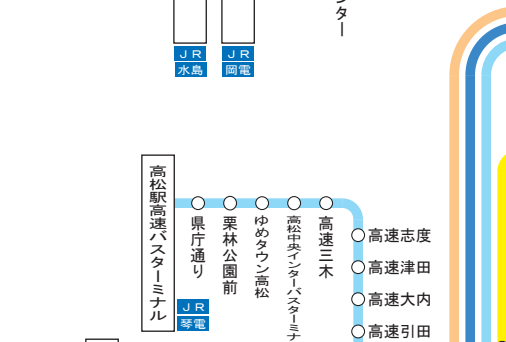 ター
JR
水島
JR
岡電
高松駅高速バスターミナル
JR
琴電
県庁通り
栗林公園前
ゆめタウン高松
高松中央インターバスターミナ
高速三木
高速志度
高速津田
高速大内
高速引田